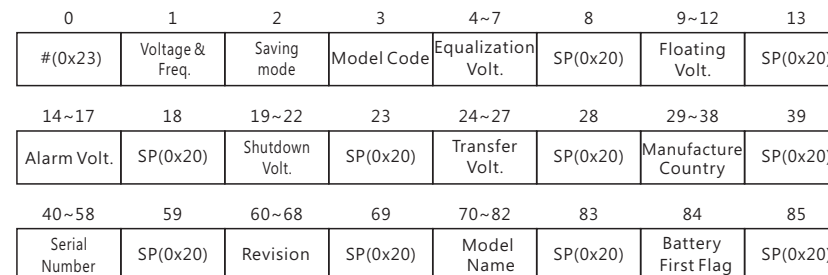 0 1 2 3 4~7 8 9~12 13
#(0x23) Voltage & Freq. Saving mode Model Code Equalization Volt. SP(0x20) Floating Volt. SP(0x20)
14~17 18 19~22 23 24~27 28 29~38 39
Alarm Volt. SP(0x20) Shutdown Volt. SP(0x20) Transfer Volt. SP(0x20) Manufacture Country SP(0x20)
40~58 59 60~68 69 70~82 83 84 85
Serial Number SP(0x20) Revision SP(0x20) Model Name SP(0x20) Battery First Flag SP(0x20)